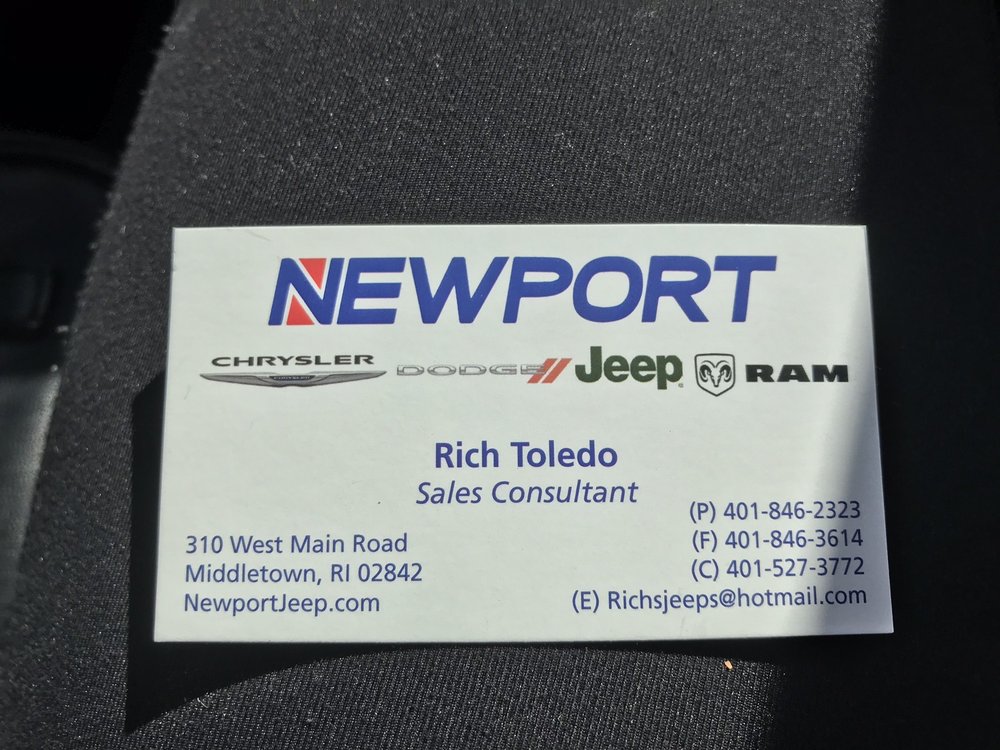 NEWPORT
CHRYSLER DODGE Jeep RAM
Rich Toledo
Sales Consultant
310 West Main Road
Middletown, RI 02842
NewportJeep.com
(P) 401-846-2323
(F) 401-846-3614
(C) 401-527-3772
(E) Richsjeeps@hotmail.com